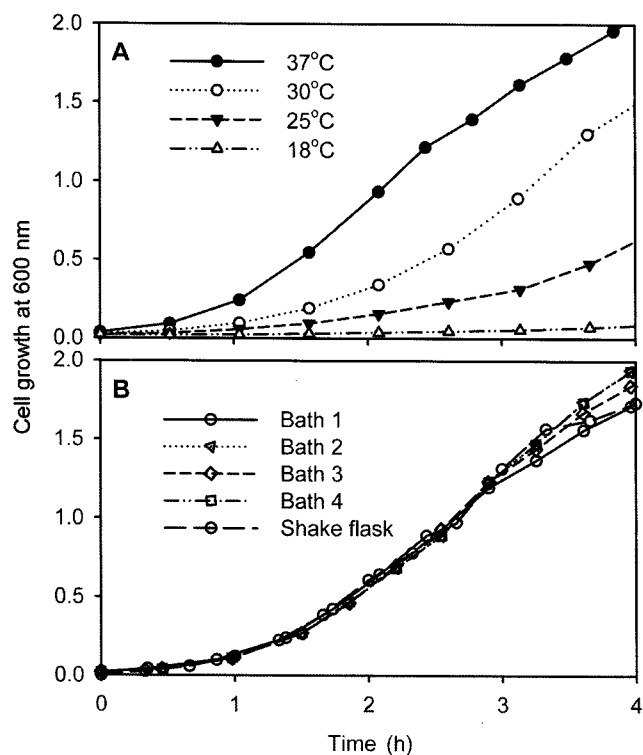 Cell growth at 600 nm
2.0
1.5
1.0
0.5
0.0
A
37°C
30°C
25°C
18°C
2.0
1.5
1.0
0.5
0.0
B
Bath 1
Bath 2
Bath 3
Bath 4
Shake flask
0 1 2 3 4
Time (h)